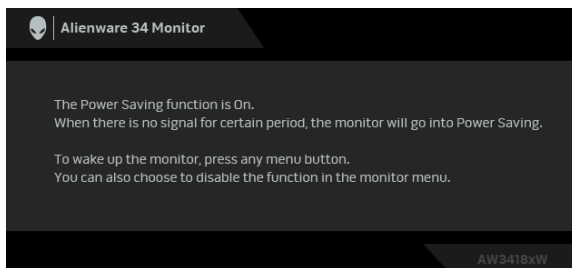 Alienware 34 Monitor
The Power Saving function is On.
When there is no signal for certain period, the monitor will go into Power Saving.
To wake up the monitor, press any menu button.
You can also choose to disable the function in the monitor menu.
AW3418xW